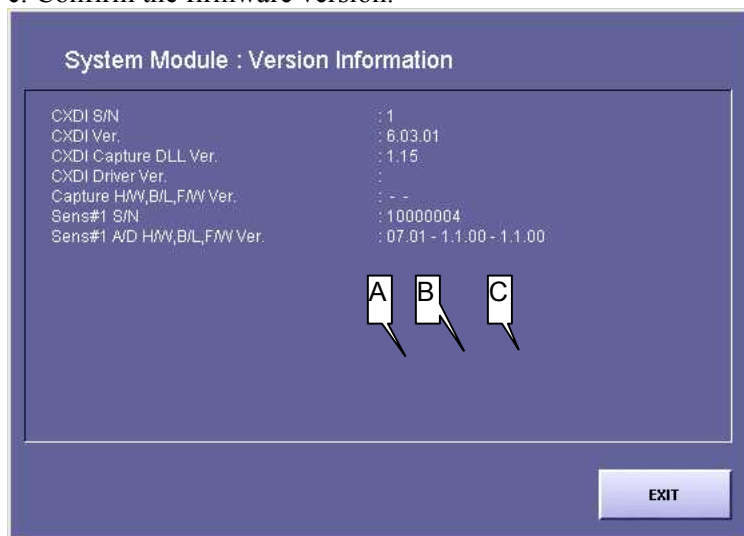 c. Confirm the firmware version.
System Module : Version Information
CXDI S/N : 1
CXDI Ver. : 6.03.01
CXDI Capture DLL Ver. : 1.15
CXDI Driver Ver. :
Capture H/W,B/L,F/W Ver. : - -
Sens#1 S/N : 10000004
Sens#1 A/D H/W,B/L,F/W Ver. : 07.01 - 1.1.00 - 1.1.00
A B C
EXIT